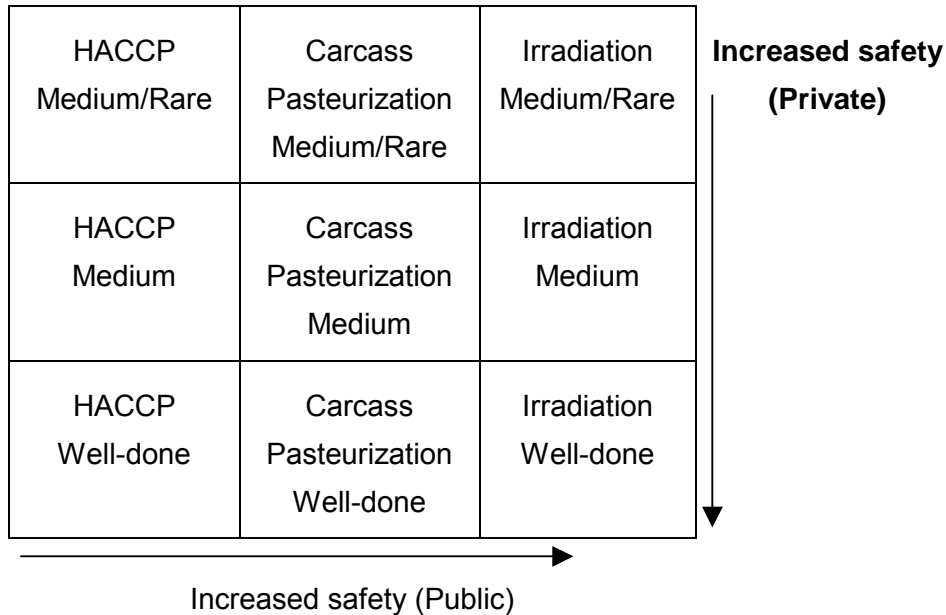 HACCP
Medium/Rare
Carcass
Pasteurization
Medium/Rare
Irradiation
Medium/Rare
Increased safety
(Private)
HACCP
Medium
Carcass
Pasteurization
Medium
Irradiation
Medium
HACCP
Well-done
Carcass
Pasteurization
Well-done
Irradiation
Well-done
Increased safety (Public)